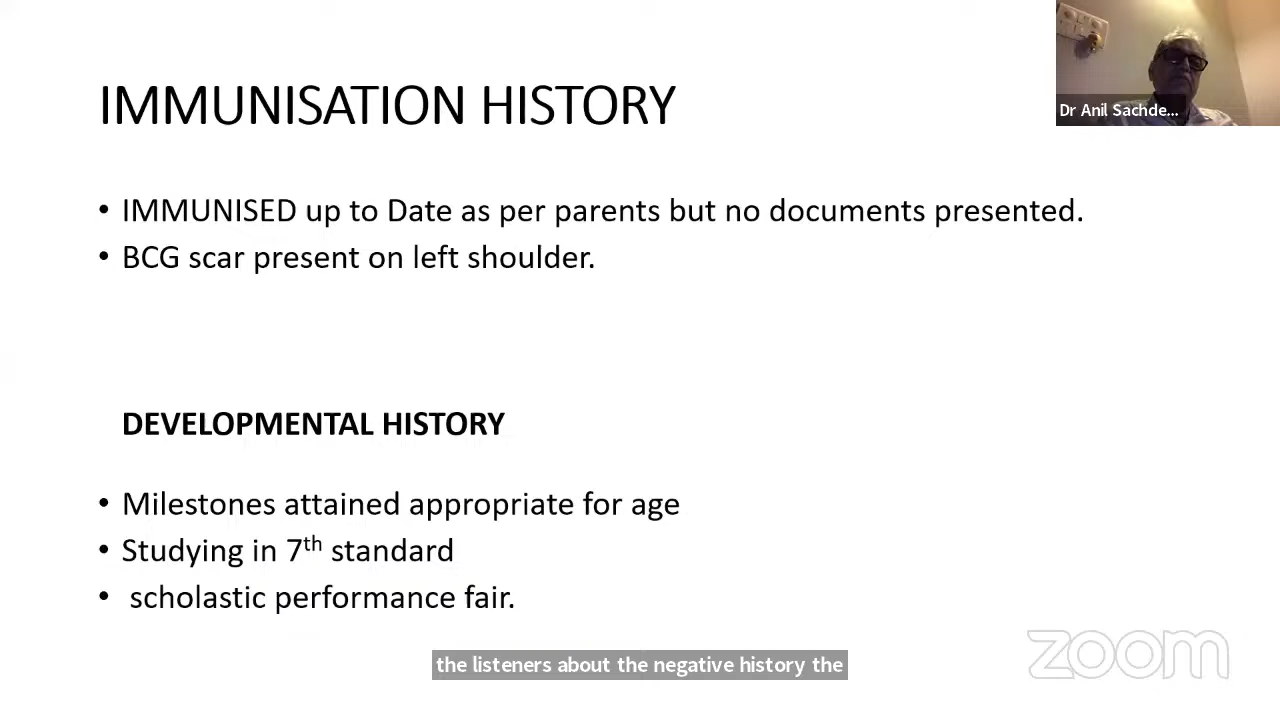 IMMUNISATION HISTORY
Dr Anil Sachde...
• IMMUNISED up to Date as per parents but no documents presented.
• BCG scar present on left shoulder.
DEVELOPMENTAL HISTORY
• Milestones attained appropriate for age
• Studying in 7th standard
• scholastic performance fair.
the listeners about the negative history the
zoom